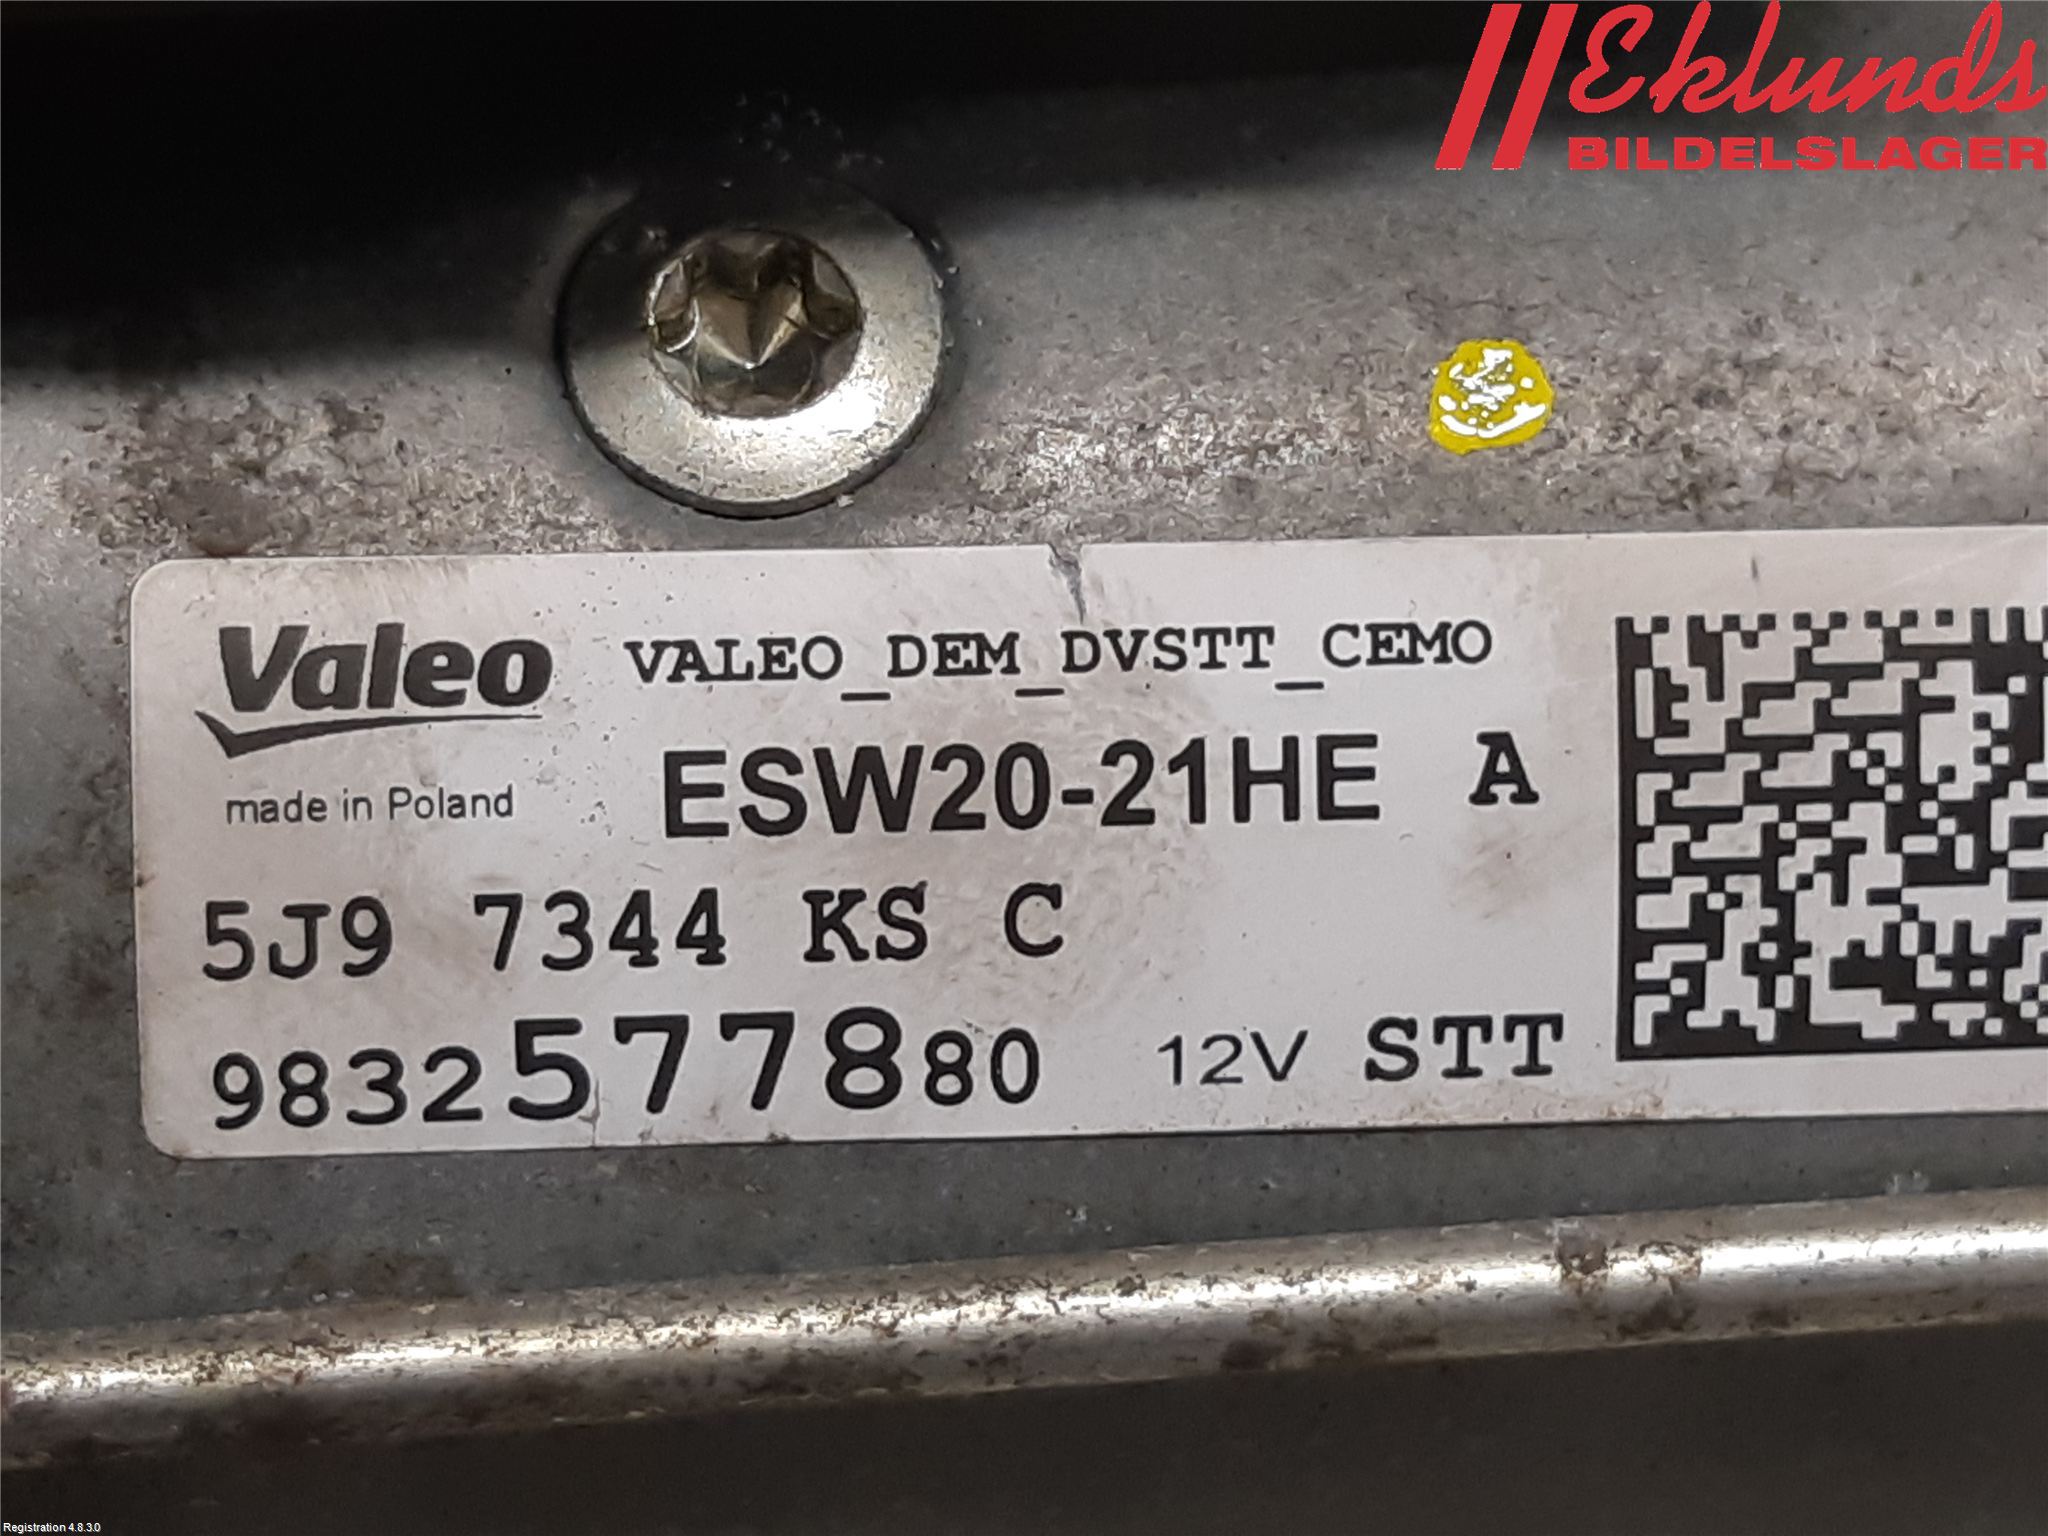 Eklunds
BILDELSLAGER
Valeo VALEO_DEM_DVSTT_CEMO
made in Poland ESW20-21HE A
5J9 7344 KS C
9832577880 12V STT
Registration 4.8.3.0